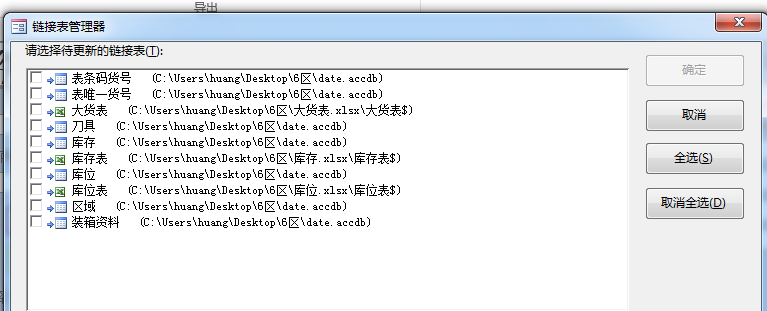 导出
链接表管理器
请选择待更新的链接表(T):
表条码货号 (C:\Users\huang\Desktop\6区\date.accdb)
表唯一货号 (C:\Users\huang\Desktop\6区\date.accdb)
大货表 (C:\Users\huang\Desktop\6区\大货表.xlsx\大货表$)
刀具 (C:\Users\huang\Desktop\6区\date.accdb)
库存 (C:\Users\huang\Desktop\6区\date.accdb)
库存表 (C:\Users\huang\Desktop\6区\库存.xlsx\库存表$)
库位 (C:\Users\huang\Desktop\6区\date.accdb)
库位表 (C:\Users\huang\Desktop\6区\库位.xlsx\库位表$)
区域 (C:\Users\huang\Desktop\6区\date.accdb)
装箱资料 (C:\Users\huang\Desktop\6区\date.accdb)
确定
取消
全选(S)
取消全选(D)